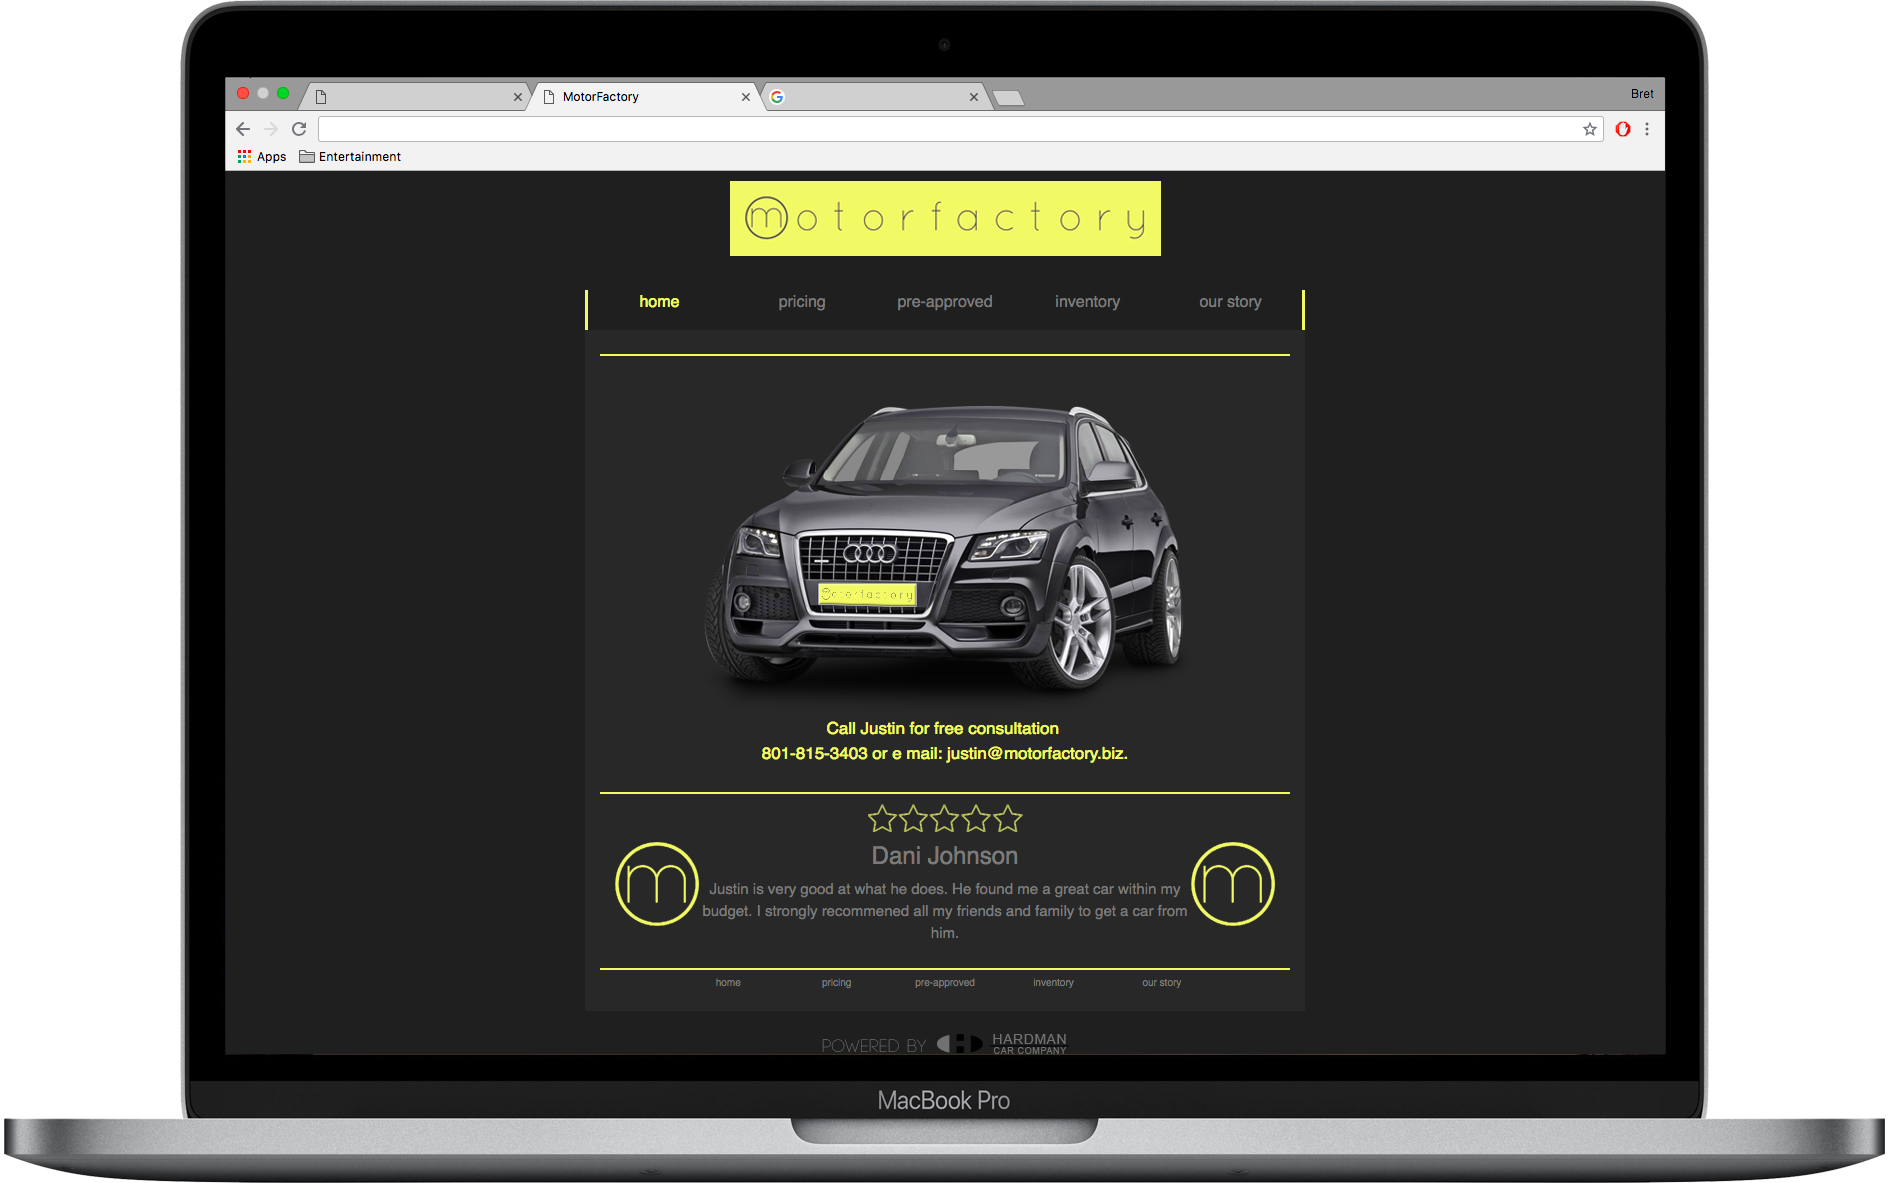 MotorFactory
Bret
Apps Entertainment
motorfactory
home pricing pre-approved inventory our story
motorfactory
Call Justin for free consultation
801-815-3403 or e mail: justin@motorfactory.biz.
Dani Johnson
Justin is very good at what he does. He found me a great car within my
budget. I strongly recommened all my friends and family to get a car from
him.
m
m
home pricing pre-approved inventory our story
POWERED BY HARDMAN
CAR COMPANY
MacBook Pro